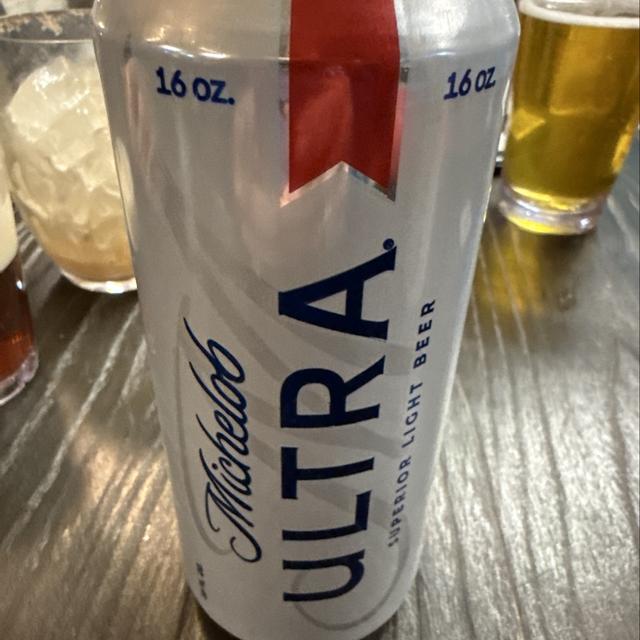 16 oz.
16 oz
Michelob
ULTRA
SUPERIOR LIGHT BEER